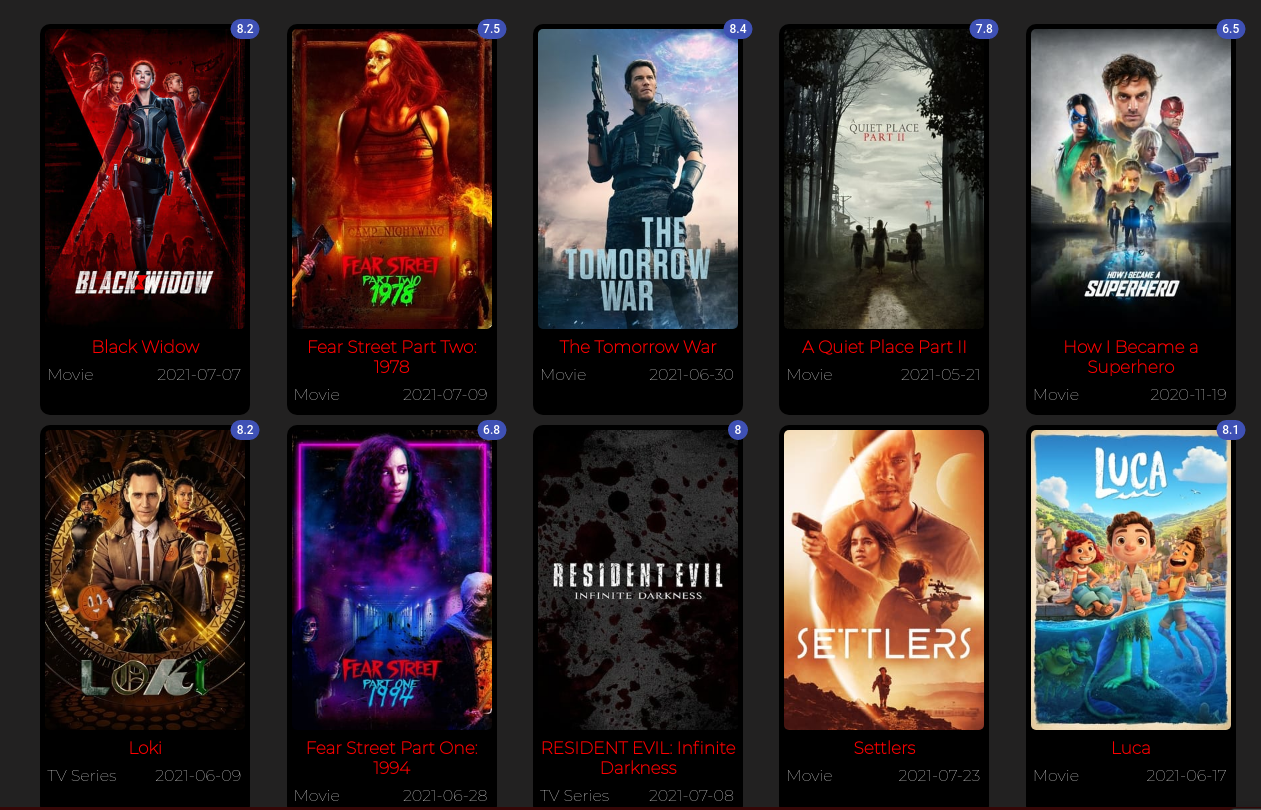 8.2
BLACK WIDOW
Black Widow
Movie 2021-07-07
7.5
CAMP NIGHTWING
FEAR STREET
PART TWO
1978
Fear Street Part Two:
1978
Movie 2021-07-09
8.4
THE
TOMORROW
WAR
The Tomorrow War
Movie 2021-06-30
7.8
A QUIET PLACE
PART II
A Quiet Place Part II
Movie 2021-05-21
6.5
HOW I BECAME A
SUPERHERO
How I Became a
Superhero
Movie 2020-11-19
8.2
LOKI
Loki
TV Series 2021-06-09
6.8
FEAR STREET
PART ONE
1994
Fear Street Part One:
1994
Movie 2021-06-28
8
RESIDENT EVIL
INFINITE DARKNESS
RESIDENT EVIL: Infinite
Darkness
TV Series 2021-07-08
SETTLERS
Settlers
Movie 2021-07-23
8.1
LUCA
Luca
Movie 2021-06-17